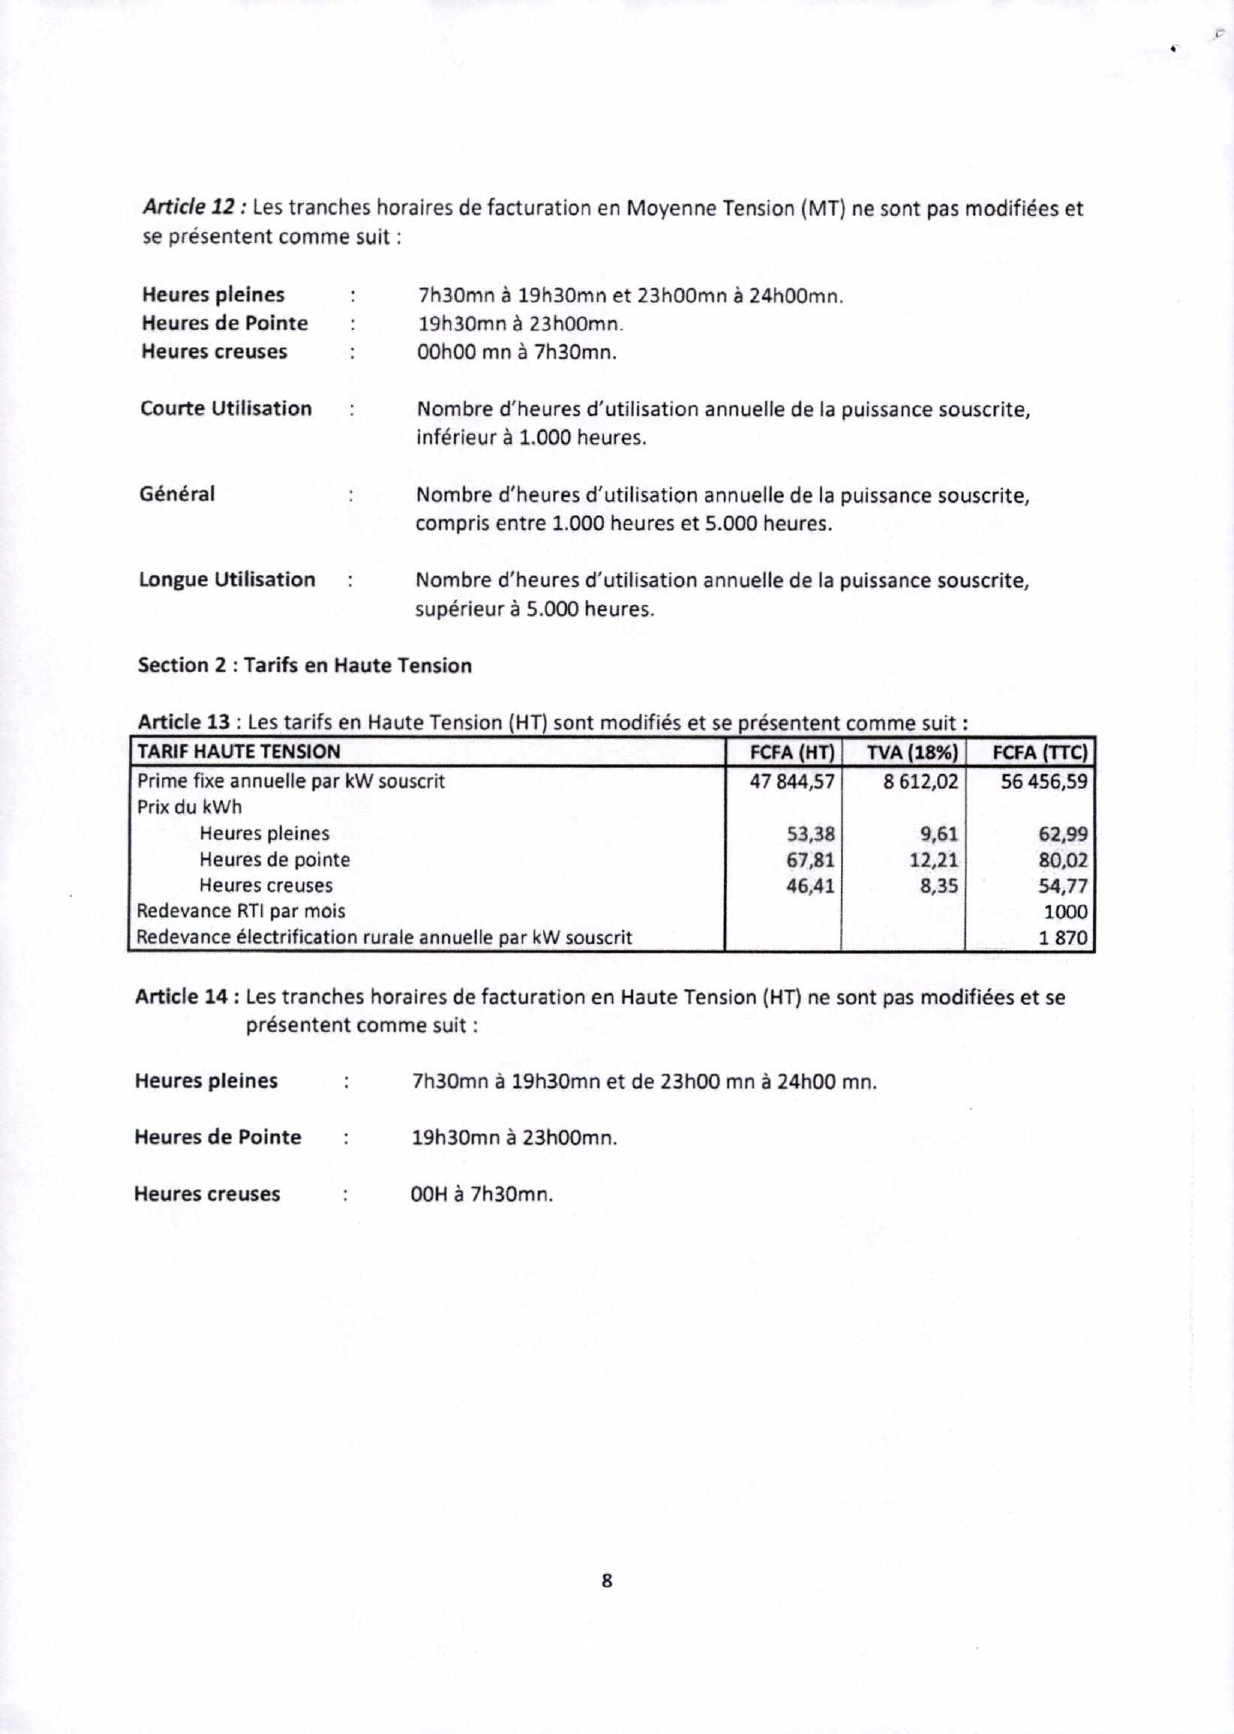 Article 12 : Les tranches horaires de facturation en Moyenne Tension (MT) ne sont pas modifiées et
se présentent comme suit :
Heures pleines : 7h30mn à 19h30mn et 23h00mn à 24h00mn.
Heures de Pointe : 19h30mn à 23h00mn.
Heures creuses : 00h00 mn à 7h30mn.
Courte Utilisation : Nombre d'heures d'utilisation annuelle de la puissance souscrite,
inférieur à 1.000 heures.
Général : Nombre d'heures d'utilisation annuelle de la puissance souscrite,
compris entre 1.000 heures et 5.000 heures.
Longue Utilisation : Nombre d'heures d'utilisation annuelle de la puissance souscrite,
supérieur à 5.000 heures.
Section 2 : Tarifs en Haute Tension
Article 13 : Les tarifs en Haute Tension (HT) sont modifiés et se présentent comme suit :
TARIF HAUTE TENSION FCFA (HT) TVA (18%) FCFA (TTC)
Prime fixe annuelle par kW souscrit 47 844,57 8 612,02 56 456,59
Prix du kWh
Heures pleines 53,38 9,61 62,99
Heures de pointe 67,81 12,21 80,02
Heures creuses 46,41 8,35 54,77
Redevance RTI par mois 1000
Redevance électrification rurale annuelle par kW souscrit 1 870
Article 14 : Les tranches horaires de facturation en Haute Tension (HT) ne sont pas modifiées et se
présentent comme suit :
Heures pleines : 7h30mn à 19h30mn et de 23h00 mn à 24h00 mn.
Heures de Pointe : 19h30mn à 23h00mn.
Heures creuses : 00H à 7h30mn.
8